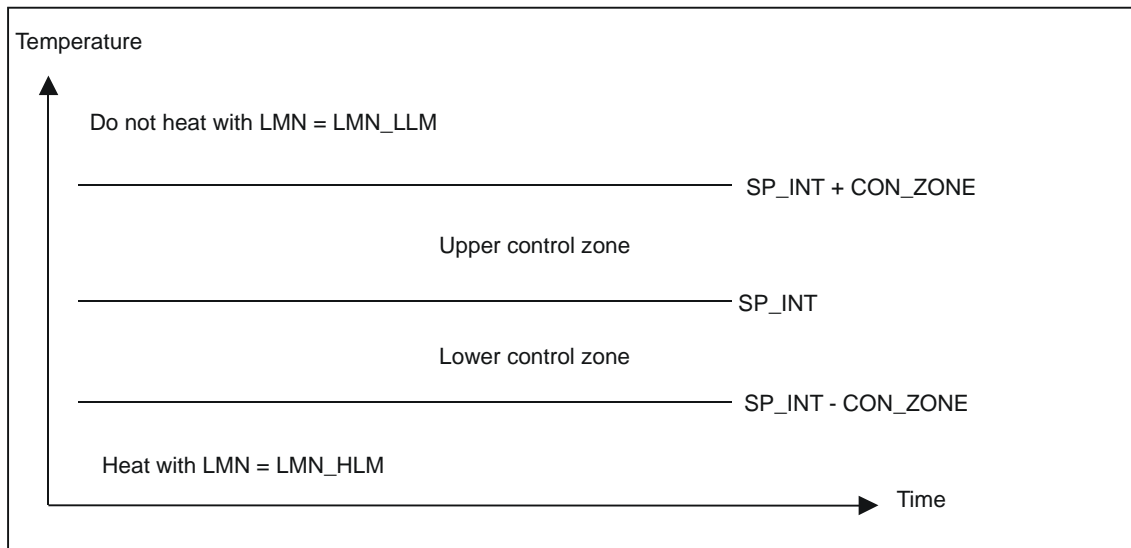 Temperature
Do not heat with LMN = LMN_LLM
SP_INT + CON_ZONE
Upper control zone
SP_INT
Lower control zone
SP_INT - CON_ZONE
Heat with LMN = LMN_HLM
Time